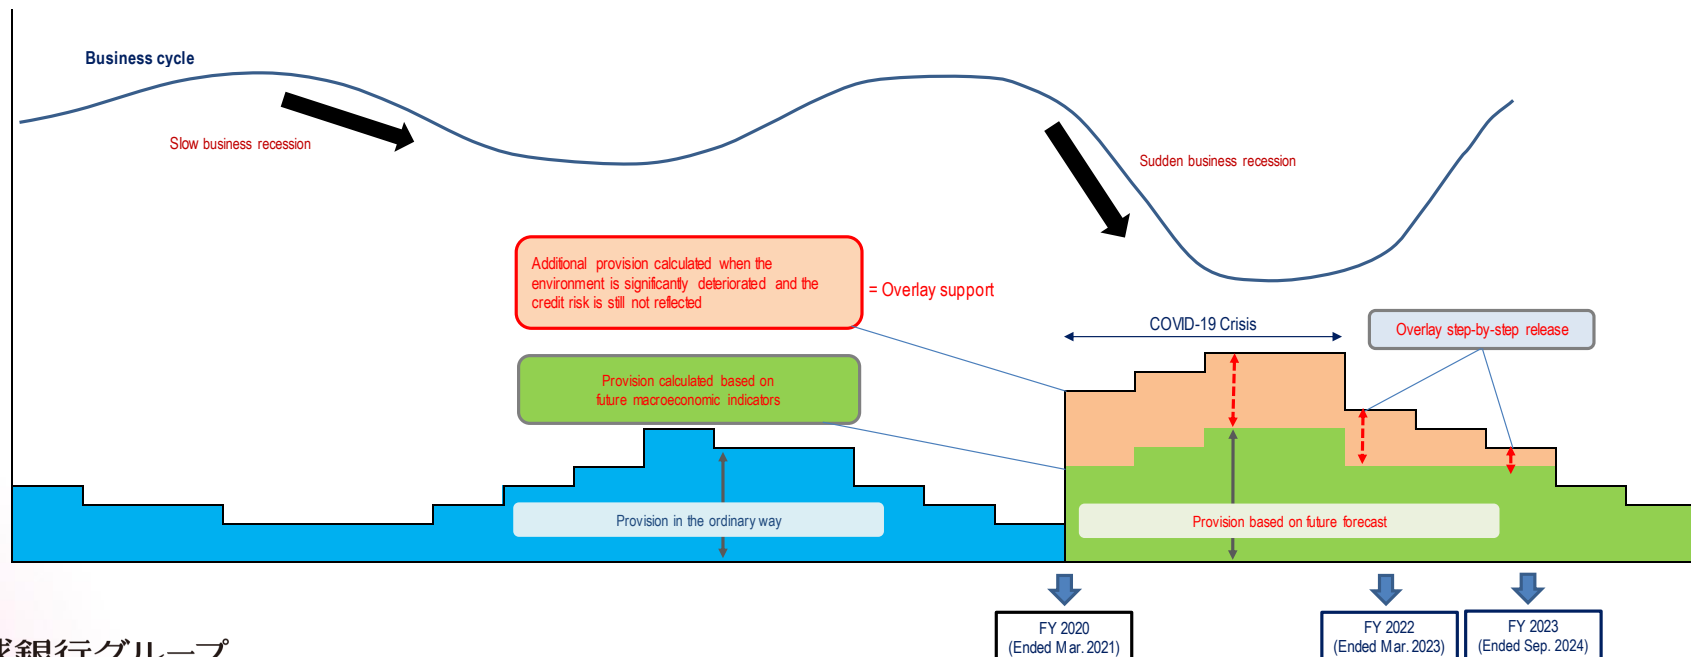 Business cycle
Slow business recession
Sudden business recession
Additional provision calculated when the
environment is significantly deteriorated and the
credit risk is still not reflected
= Overlay support
COVID-19 Crisis
Overlay step-by-step release
Provision calculated based on
future macroeconomic indicators
Provision in the ordinary way
Provision based on future forecast
FY 2020
(Ended Mar. 2021)
FY 2022
(Ended Mar. 2023)
FY 2023
(Ended Sep. 2024)
銀行グループ